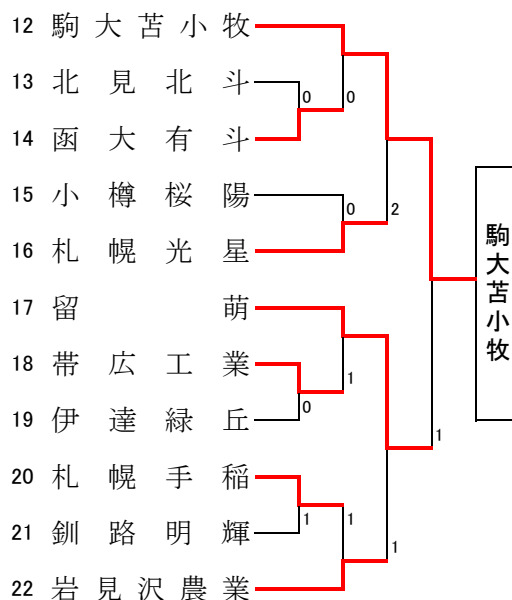 12 駒大苫小牧
13 北見北斗
0
0
14 函大有斗
15 小樽桜陽
0
2
16 札幌光星
駒大苫小牧
17 留萌
18 帯広工業
1
0
19 伊達緑丘
1
20 札幌手稲
1
1
21 釧路明輝
1
22 岩見沢農業